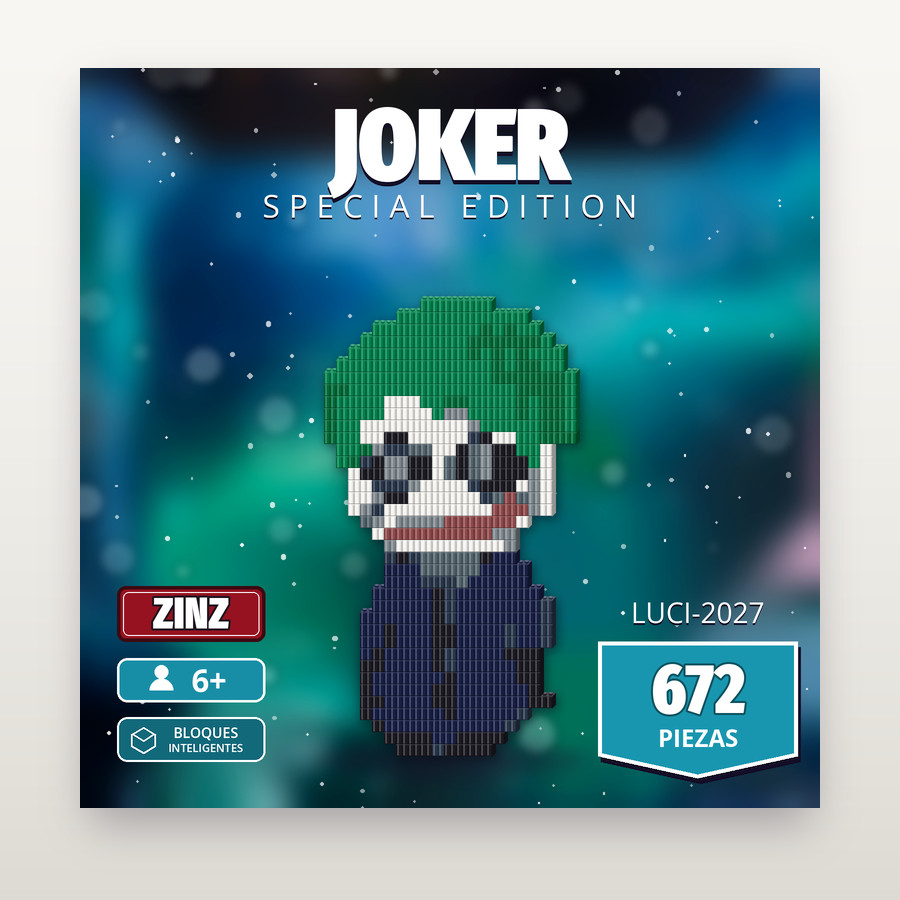 JOKER
SPECIAL EDITION
ZINZ
6+
BLOQUES
INTELIGENTES
LUCI-2027
672
PIEZAS